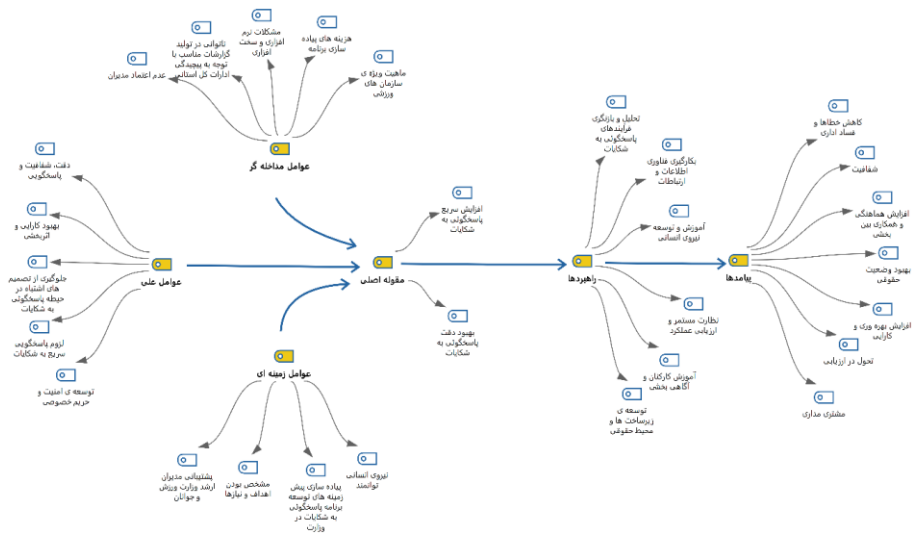 هزینه های پیاده
سازی برنامه
مشکلات نرم
افزاری و سخت
افزاری
ناتوانی در تولید
گزارشات مناسب با
توجه به پیچیدگی
ادارات کل استانی
عدم اعتماد مدیران
ماهیت ویژه ی
سازمان های
ورزشی
عوامل مداخله گر
دقت، شفافیت و
پاسخگویی
بهبود کارایی و
اثربخشی
جلوگیری از تصمیم
های اشتباه در
حیطه پاسخگوئی
به شکایات
لزوم پاسخگویی
سریع به شکایات
توسعه ی امنیت و
حریم خصوصی
عوامل علی
افزایش سریع
پاسخگوئی به
شکایات
مقوله اصلی
بهبود دقت
پاسخگوئی به
شکایات
عوامل زمینه ای
پشتیبانی مدیران
ارشد وزارت ورزش
و جوانان
مشخص بودن
اهداف و نیازها
پیاده سازی پیش
زمینه های توسعه
برنامه پاسخگوئی
به شکایات در
وزارت
نیروی انسانی
توانمند
تحلیل و بازنگری
فرآیندهای
پاسخگوئی به
شکایات
بکارگیری فناوری
اطلاعات و
ارتباطات
آموزش و توسعه
نیروی انسانی
راهبردها
نظارت مستمر و
ارزیابی عملکرد
آموزش کارکنان و
آگاهی بخشی
توسعه ی
زیرساخت ها و
محیط حقوقی
کاهش خطاها و
فساد اداری
شفافیت
افزایش هماهنگی
و همکاری بین
بخشی
بهبود وضعیت
حقوقی
پیامدها
افزایش بهره وری و
کارایی
تحول در ارزیابی
مشتری مداری